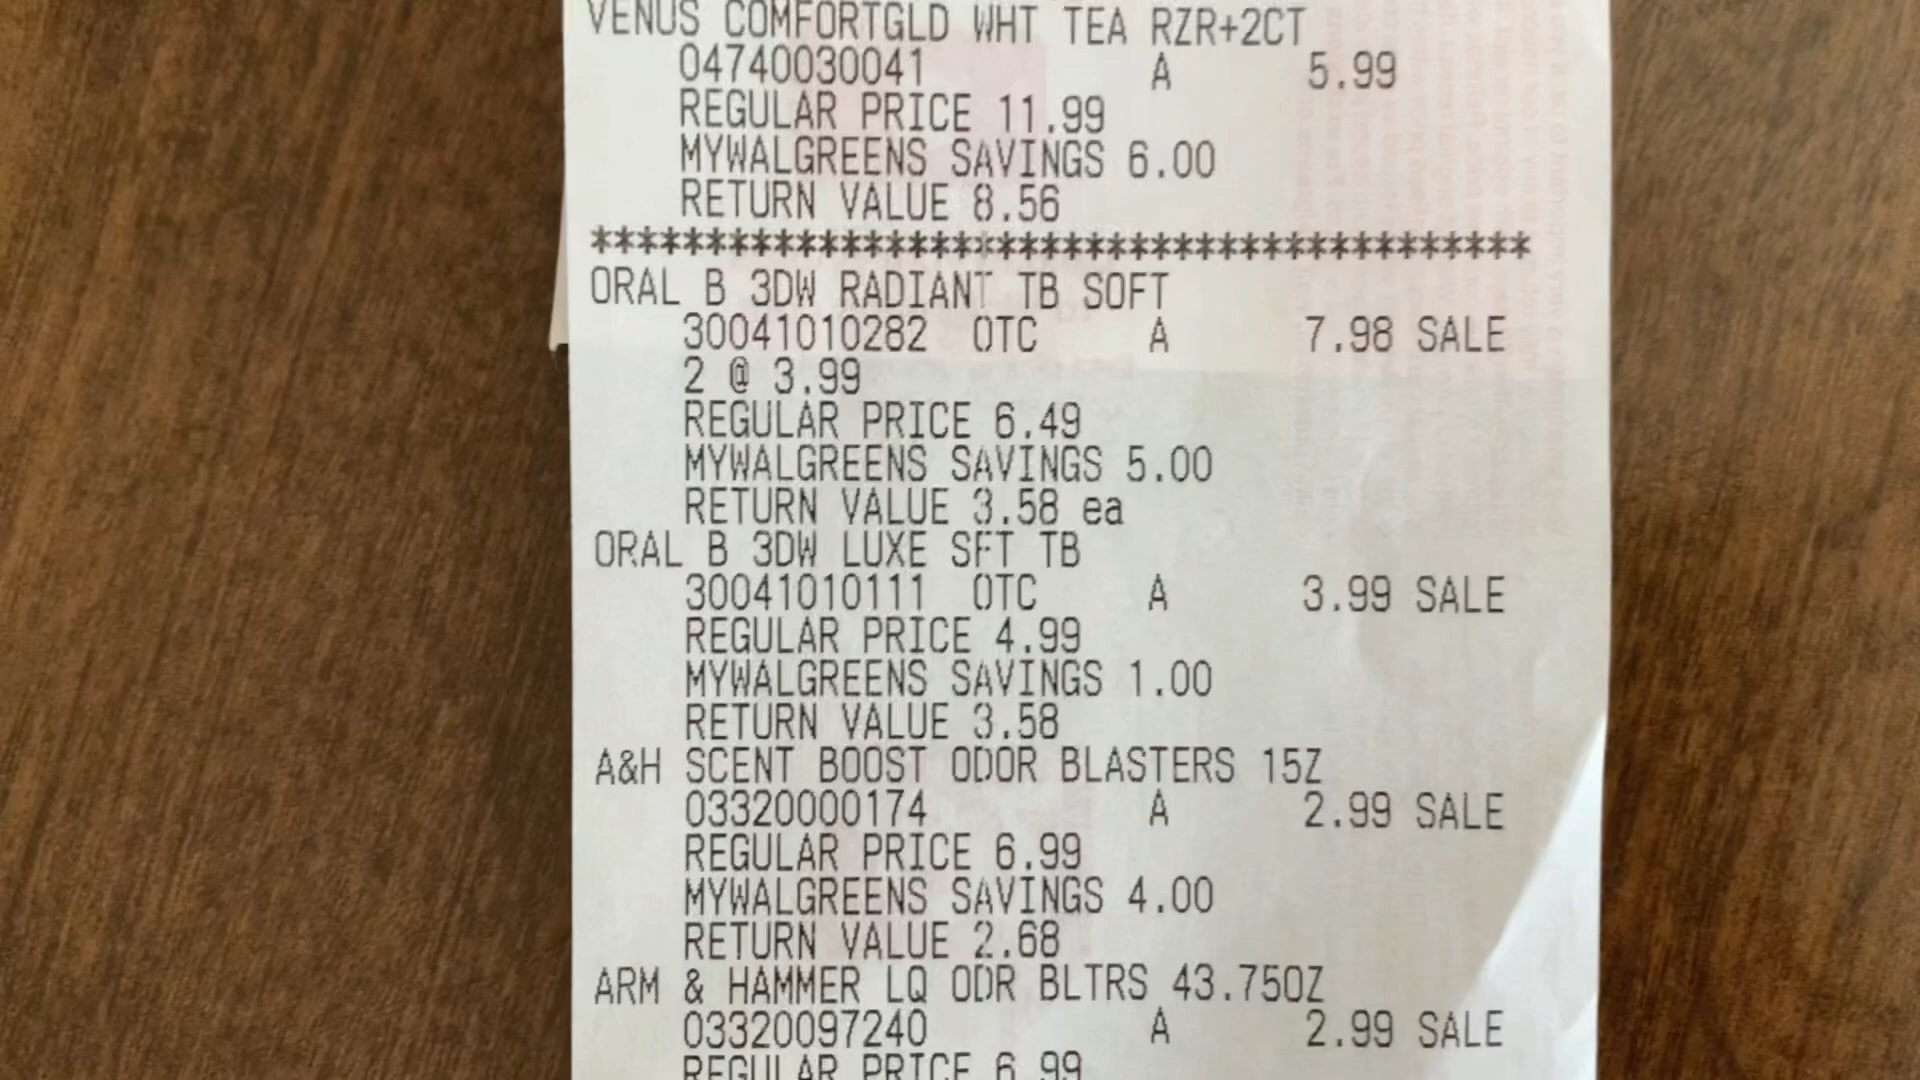 VENUS COMFORTGLD WHT TEA RZR+2CT
04740030041 A 5.99
REGULAR PRICE 11.99
MYWALGREENS SAVINGS 6.00
RETURN VALUE 8.56
******************************************
ORAL B 3DW RADIANT TB SOFT
30041010282 OTC A 7.98 SALE
2 @ 3.99
REGULAR PRICE 6.49
MYWALGREENS SAVINGS 5.00
RETURN VALUE 3.58 ea
ORAL B 3DW LUXE SFT TB
30041010111 OTC A 3.99 SALE
REGULAR PRICE 4.99
MYWALGREENS SAVINGS 1.00
RETURN VALUE 3.58
A&H SCENT BOOST ODOR BLASTERS 15Z
03320000174 A 2.99 SALE
REGULAR PRICE 6.99
MYWALGREENS SAVINGS 4.00
RETURN VALUE 2.68
ARM & HAMMER LQ ODR BLTRS 43.75OZ
03320097240 A 2.99 SALE
REGULAR PRICE 6.99